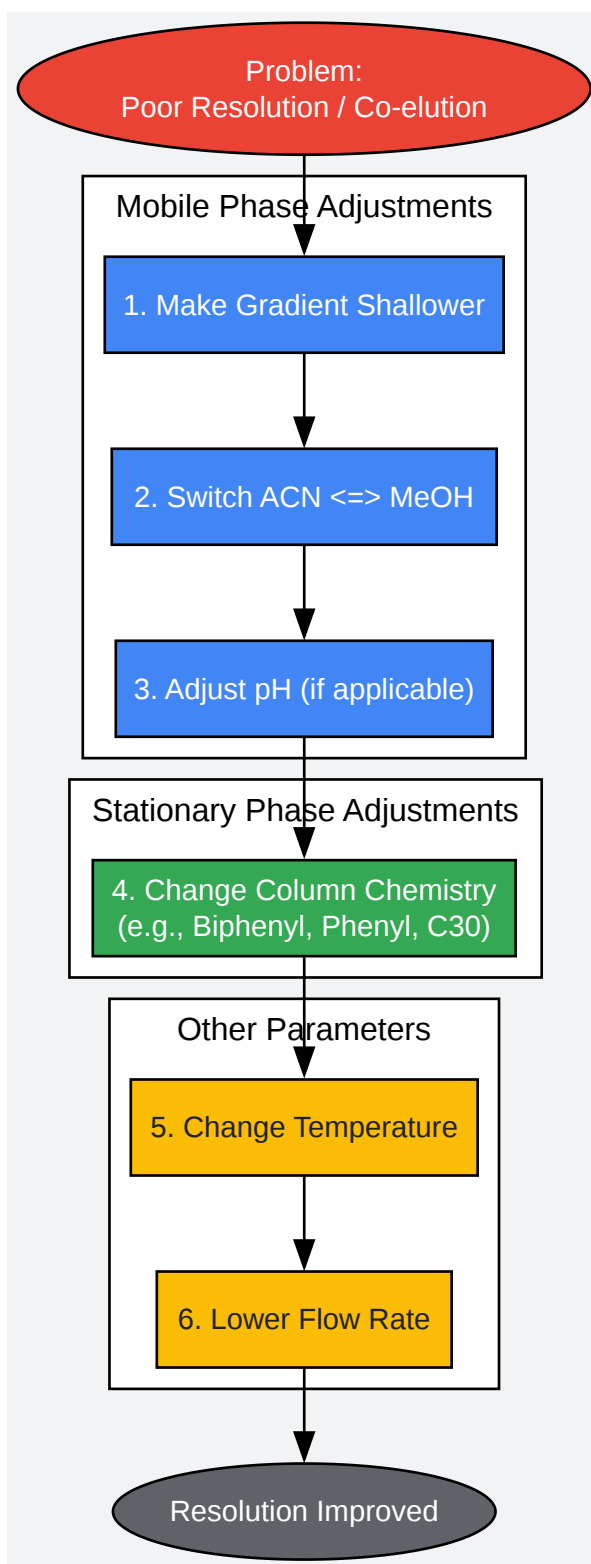 Problem:
Poor Resolution / Co-elution
Mobile Phase Adjustments
1. Make Gradient Shallower
2. Switch ACN <=> MeOH
3. Adjust pH (if applicable)
Stationary Phase Adjustments
4. Change Column Chemistry
(e.g., Biphenyl, Phenyl, C30)
Other Parameters
5. Change Temperature
6. Lower Flow Rate
Resolution Improved